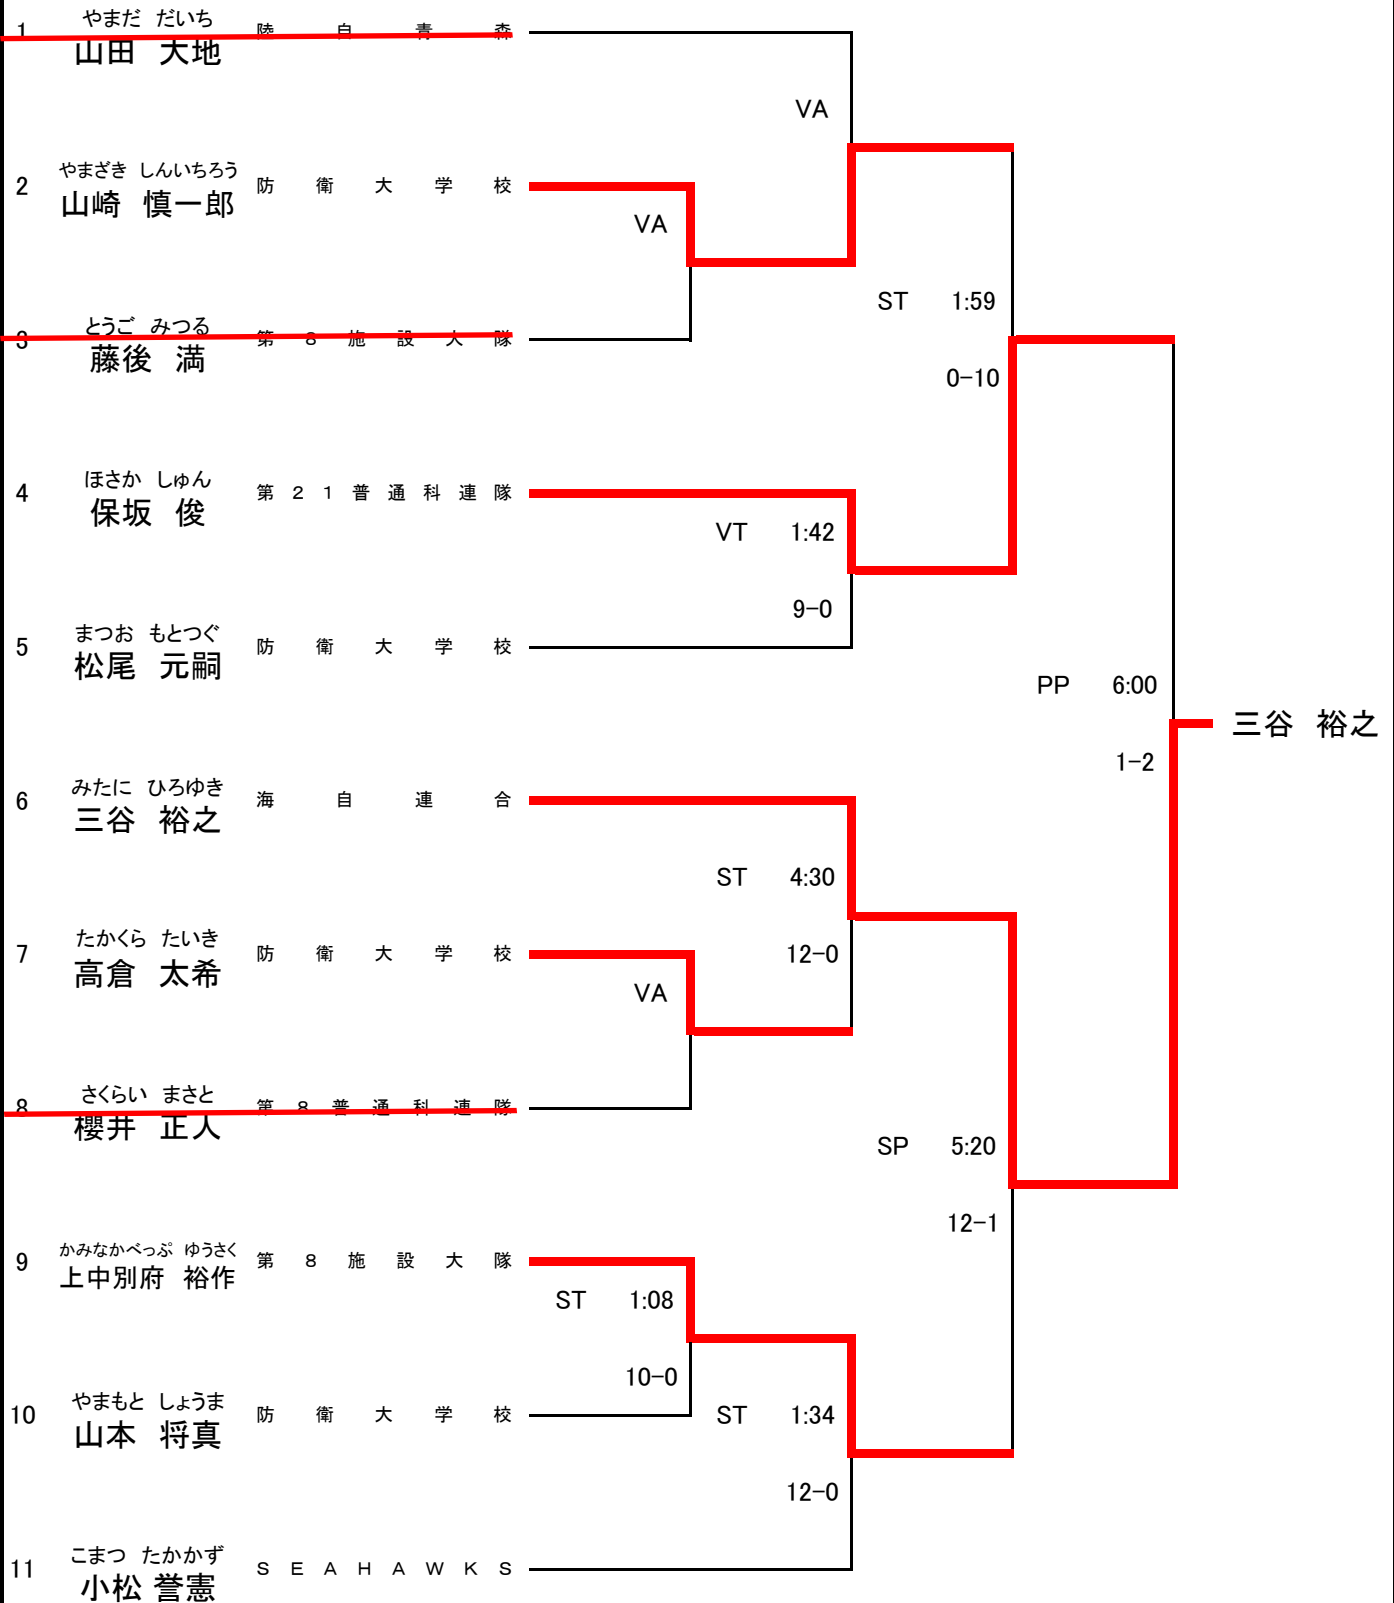 やまだ だいち
1 山田 大地 陸自青森
VA
やまざき しんいちろう
2 山崎 慎一郎 防衛大学校
VA
ST 1:59
とうご みつる
3 藤後 満 第8施設大隊
0-10
ほさか しゅん
4 保坂 俊 第21普通科連隊
VT 1:42
9-0
まつお もとつぐ
5 松尾 元嗣 防衛大学校
PP 6:00
三谷 裕之
1-2
みたに ひろゆき
6 三谷 裕之 海自連合
ST 4:30
たかくら たいき
7 高倉 太希 防衛大学校
12-0
VA
さくらい まさと
8 櫻井 正人 第8普通科連隊
SP 5:20
12-1
かみなかべっぷ ゆうさく
9 上中別府 裕作 第8施設大隊
ST 1:08
10-0
やまもと しょうま
10 山本 将真 防衛大学校
ST 1:34
12-0
こまつ たかかず
11 小松 誉憲 SEAHAWKS